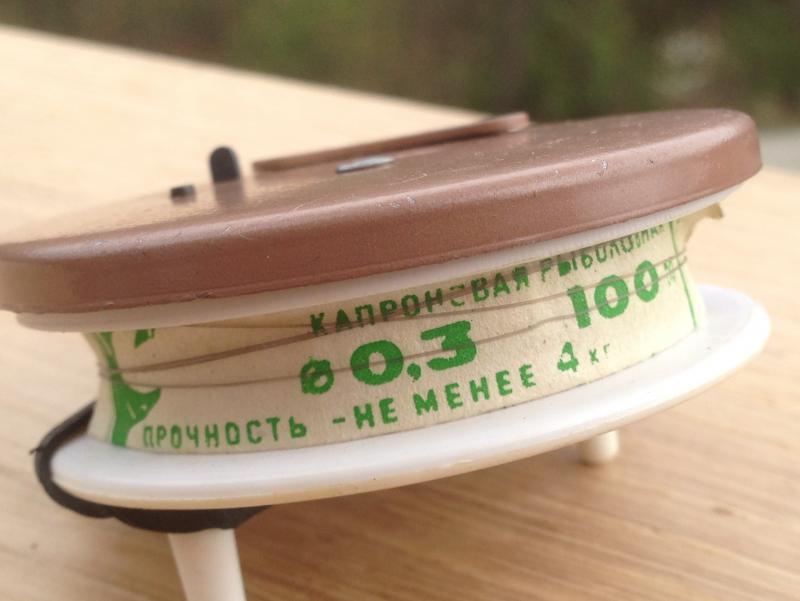 КАПРОНОВАЯ РЫБОЛОВНАЯ
ø 0,3 100 м
ПРОЧНОСТЬ - НЕ МЕНЕЕ 4 кг